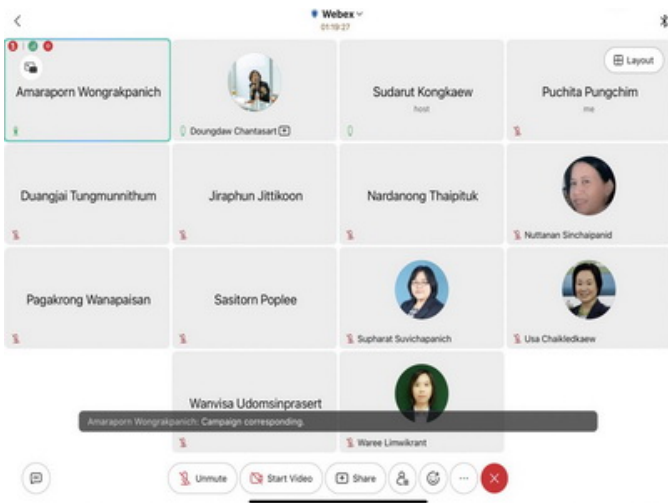 Webex
01:19:27
Layout
Amaraporn Wongrakpanich
Doungdaw Chantasart
Sudarut Kongkaew
host
Puchita Pungchim
me
Duangjai Tungmunnithum
Jiraphun Jittikoon
Nardanong Thaipituk
Nuttanan Sinchaipanid
Pagakrong Wanapaisan
Sasitorn Poplee
Supharat Suvichapanich
Usa Chaikledkaew
Wanvisa Udomsinprasert
Amaraporn Wongrakpanich: Campaign corresponding.
Waree Limwikrant
Unmute
Start Video
Share